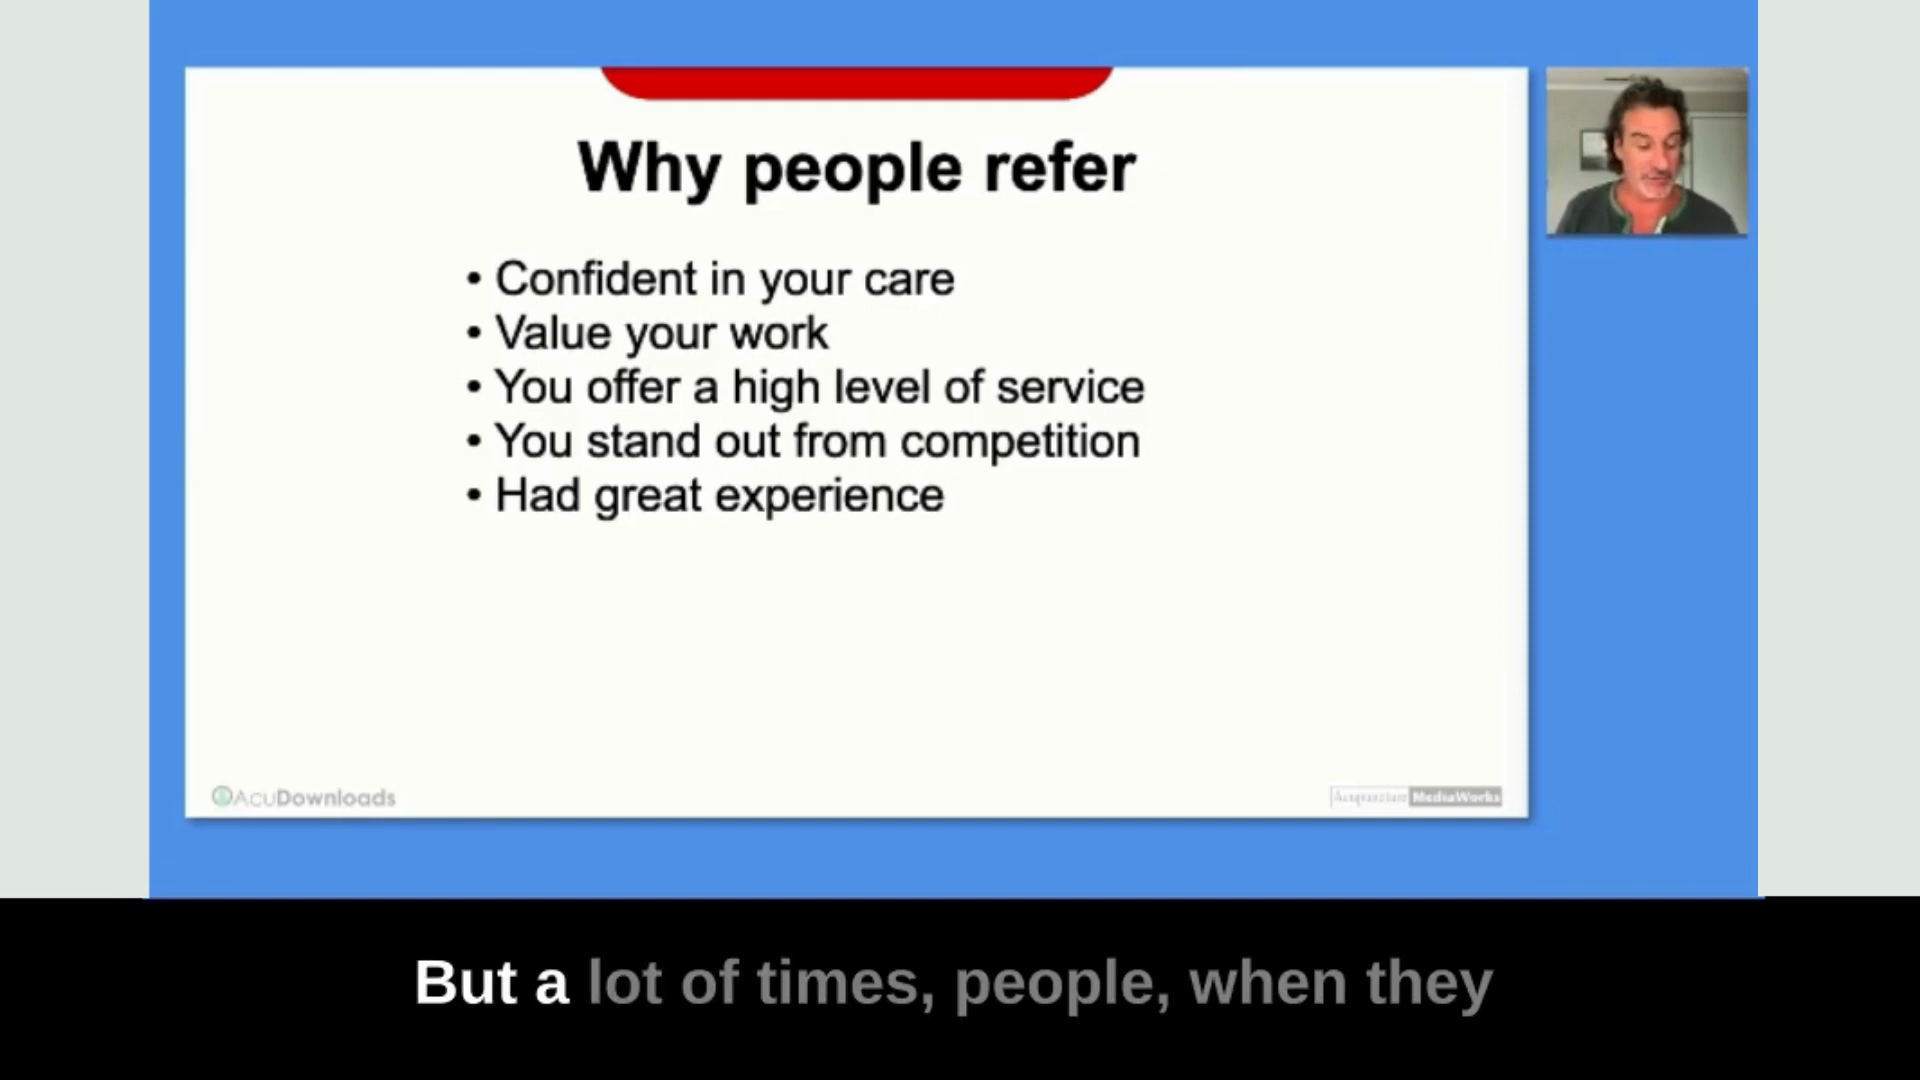 Why people refer
• Confident in your care
• Value your work
• You offer a high level of service
• You stand out from competition
• Had great experience
AcuDownloads
Acupuncture MediaWorks
But a lot of times, people, when they